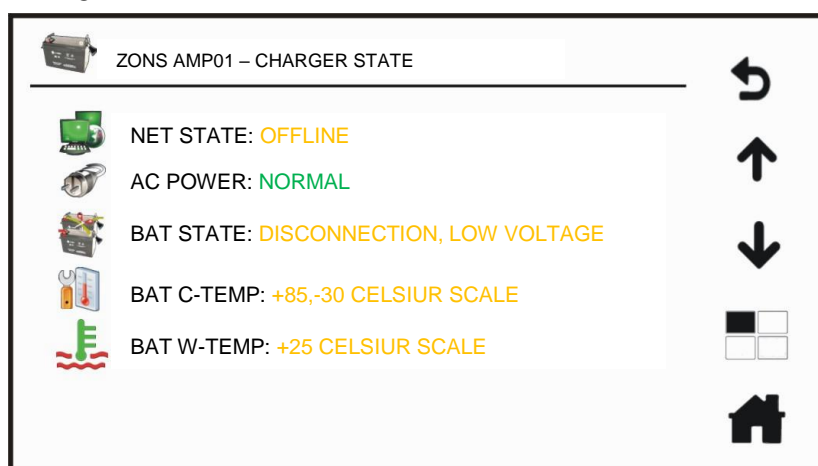 ZONS AMP01 – CHARGER STATE
NET STATE: OFFLINE
AC POWER: NORMAL
BAT STATE: DISCONNECTION, LOW VOLTAGE
BAT C-TEMP: +85,-30 CELSIUR SCALE
BAT W-TEMP: +25 CELSIUR SCALE